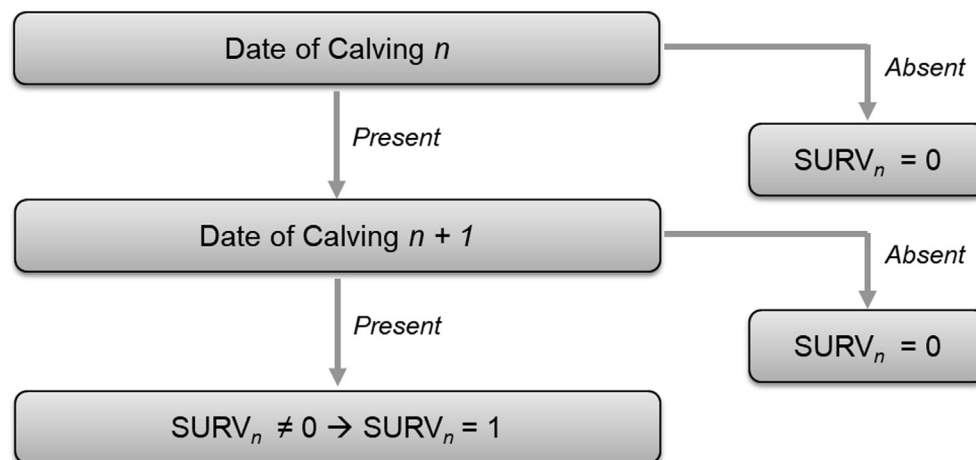 Date of Calving n
Absent
Present
SURVₙ = 0
Date of Calving n + 1
Absent
Present
SURVₙ = 0
SURVₙ ≠ 0 → SURVₙ = 1